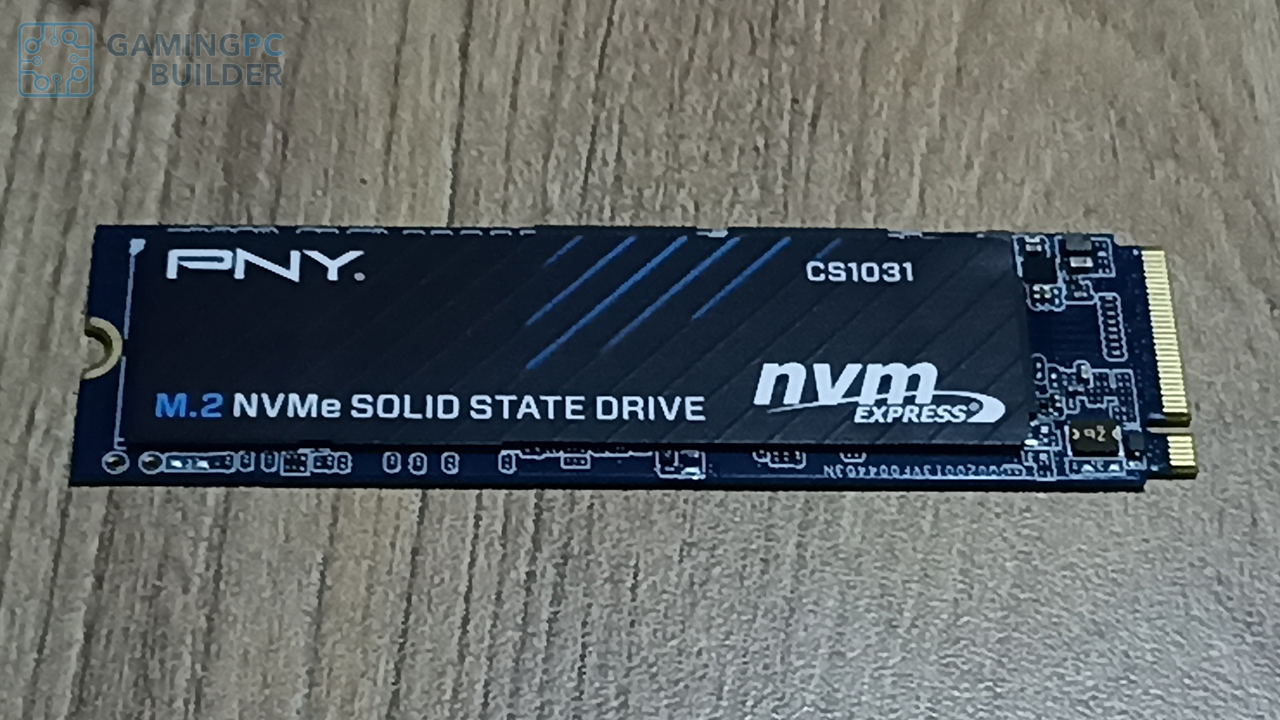 GAMINGPC
BUILDER
PNY.
CS1031
M.2 NVMe SOLID STATE DRIVE
nvm
EXPRESS®